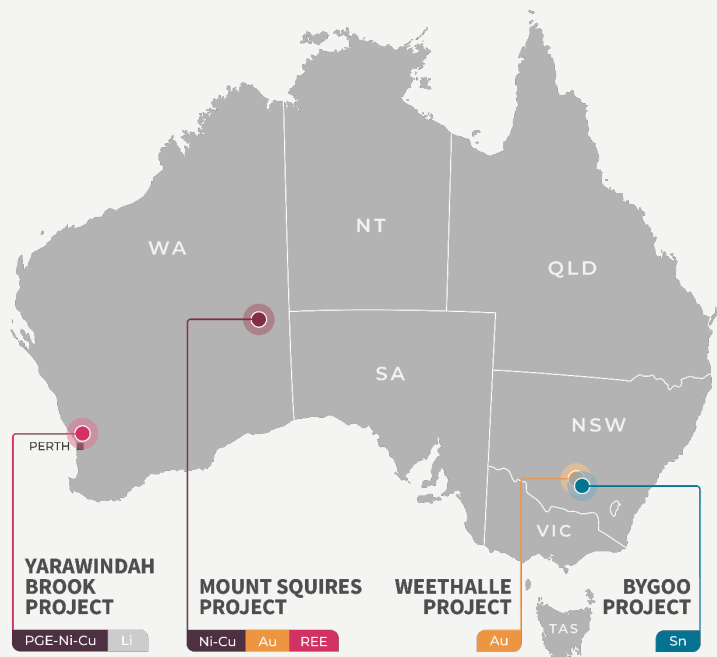 NT
WA
QLD
SA
NSW
PERTH
VIC
YARAWINDAH
BROOK
PROJECT
PGE-Ni-Cu Li
MOUNT SQUIRES
PROJECT
Ni-Cu Au REE
WEETHALLE
PROJECT
Au
BYGOO
PROJECT
Sn
TAS